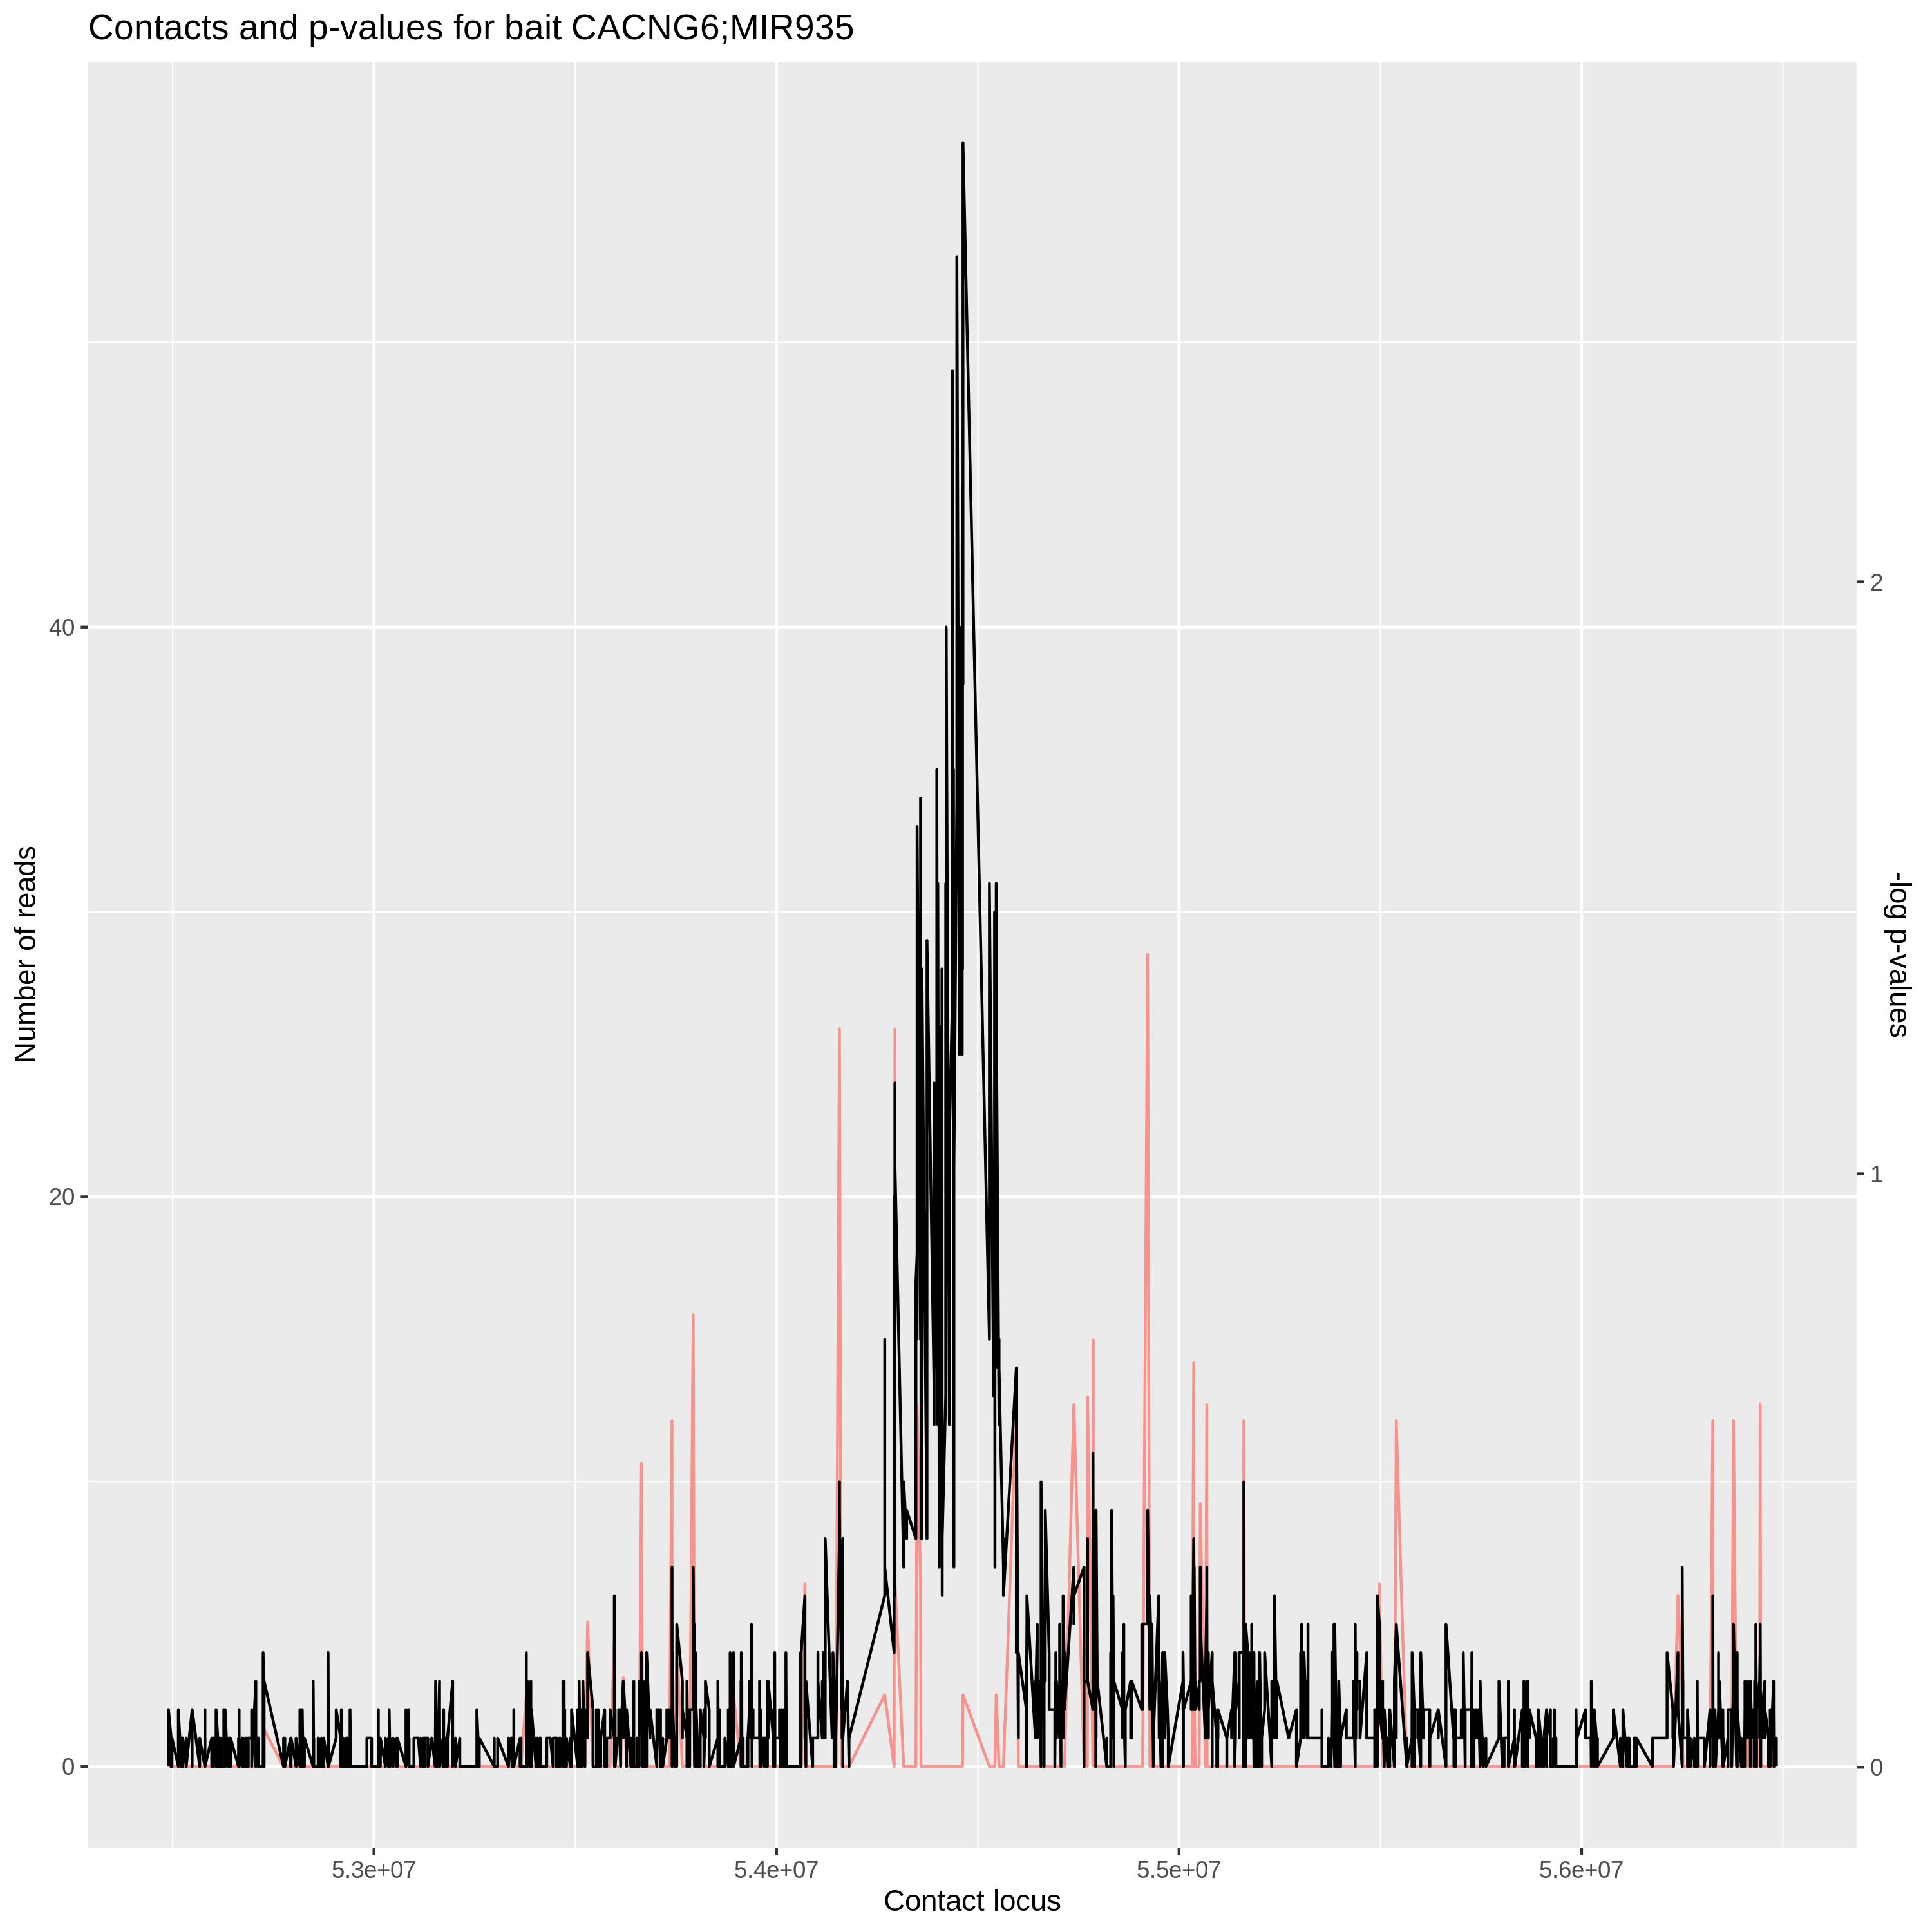 Contacts and p-values for bait CACNG6;MIR935
Number of reads
40
20
0
2
1
0
-log p-values
5.3e+07
5.4e+07
5.5e+07
5.6e+07
Contact locus